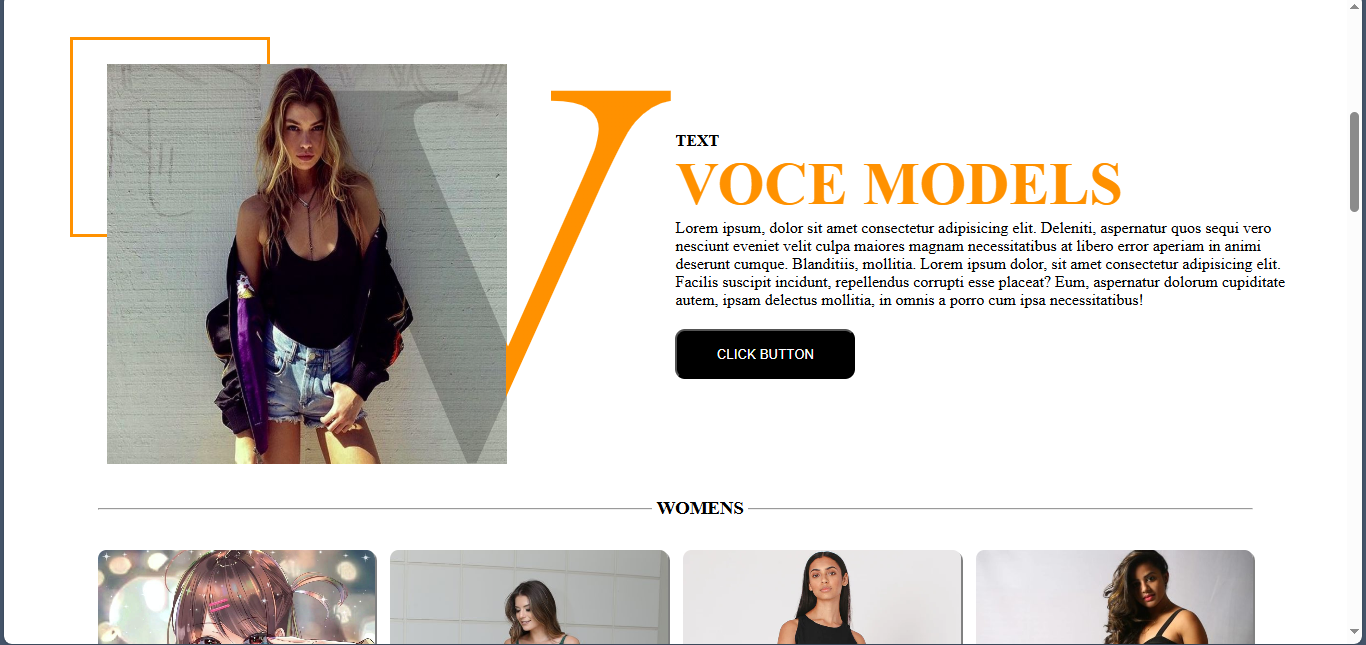 V
TEXT
VOCE MODELS
Lorem ipsum, dolor sit amet consectetur adipisicing elit. Deleniti, aspernatur quos sequi vero
nesciunt eveniet velit culpa maiores magnam necessitatibus at libero error aperiam in animi
deserunt cumque. Blanditiis, mollitia. Lorem ipsum dolor, sit amet consectetur adipisicing elit.
Facilis suscipit incidunt, repellendus corrupti esse placeat? Eum, aspernatur dolorum cupiditate
autem, ipsam delectus mollitia, in omnis a porro cum ipsa necessitatibus!
CLICK BUTTON
WOMENS